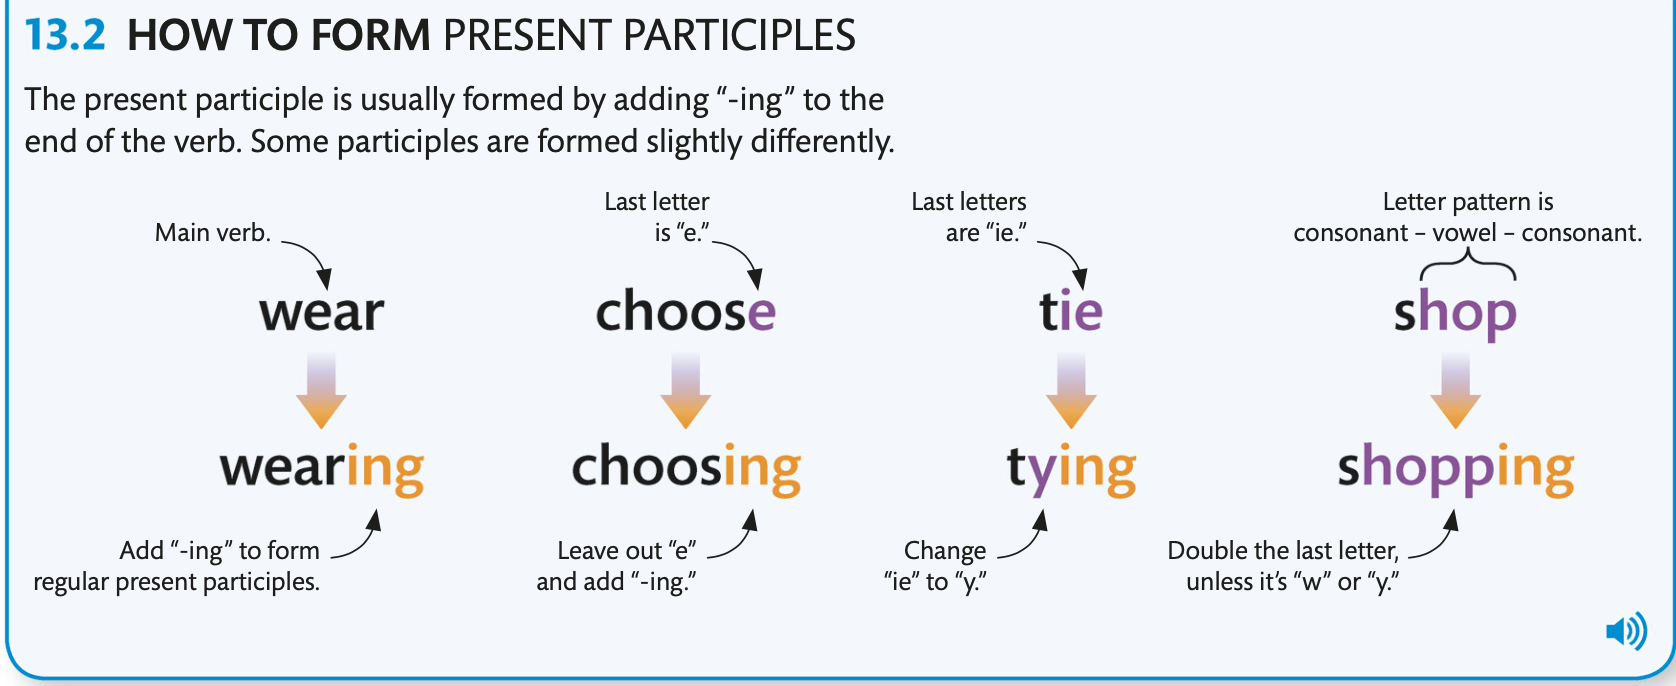 13.2 HOW TO FORM PRESENT PARTICIPLES
The present participle is usually formed by adding “-ing” to the
end of the verb. Some participles are formed slightly differently.
Main verb.
wear
wearing
Add “-ing” to form
regular present participles.
Last letter
is “e.”
choose
choosing
Leave out “e”
and add “-ing.”
Last letters
are “ie.”
tie
tying
Change
“ie” to “y.”
Letter pattern is
consonant – vowel – consonant.
shop
shopping
Double the last letter,
unless it’s “w” or “y.”